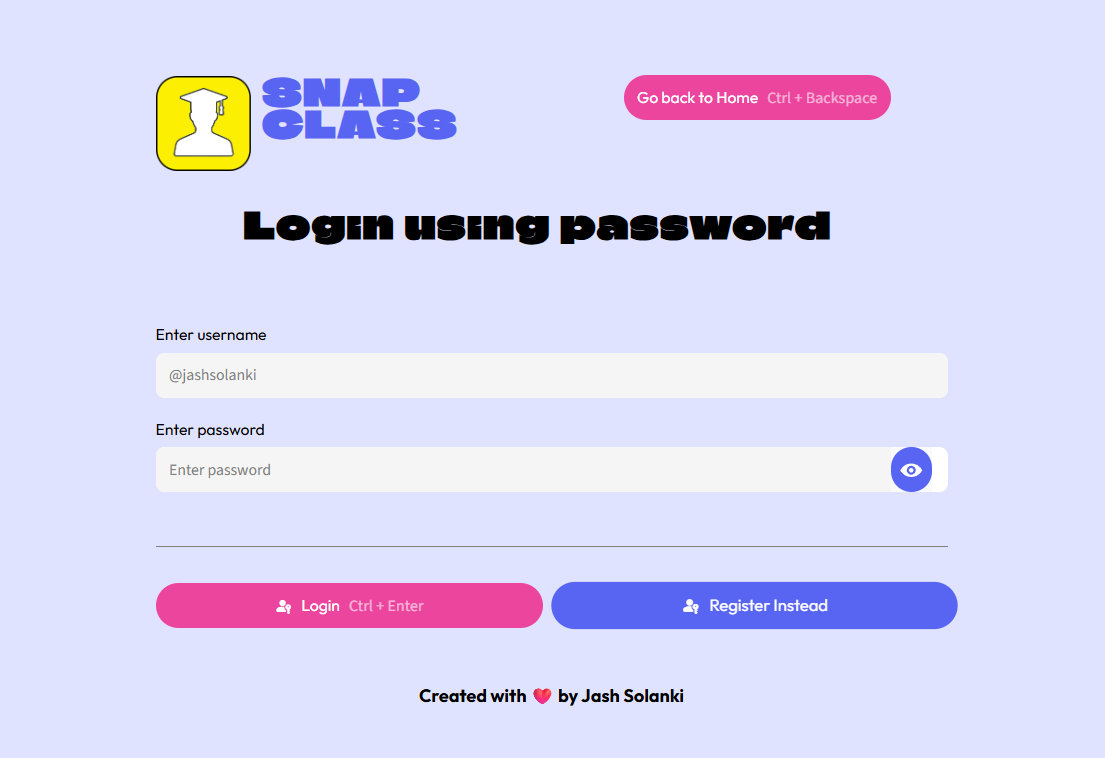 SNAP
CLASS
Go back to Home Ctrl + Backspace
Login using password
Enter username
@jashsolanki
Enter password
Enter password
Login Ctrl + Enter
Register Instead
Created with ❤️ by Jash Solanki